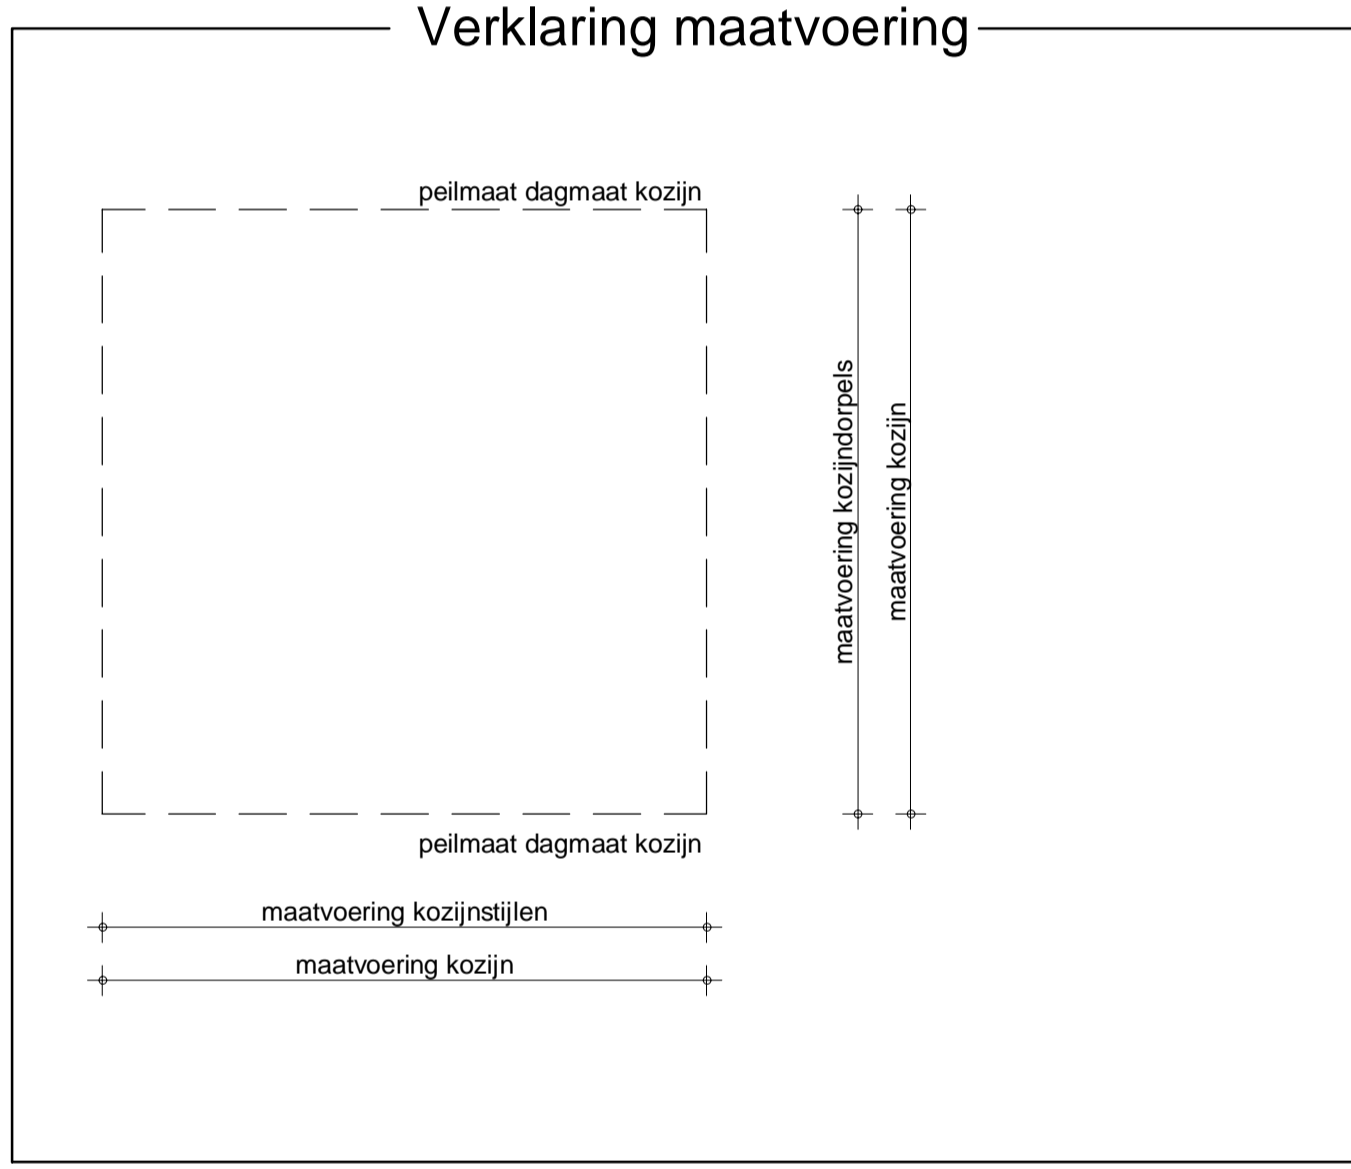 Verklaring maatvoering
peilmaat dagmaat kozijn
maatvoering kozijndorpels
maatvoering kozijn
peilmaat dagmaat kozijn
maatvoering kozijnstijlen
maatvoering kozijn